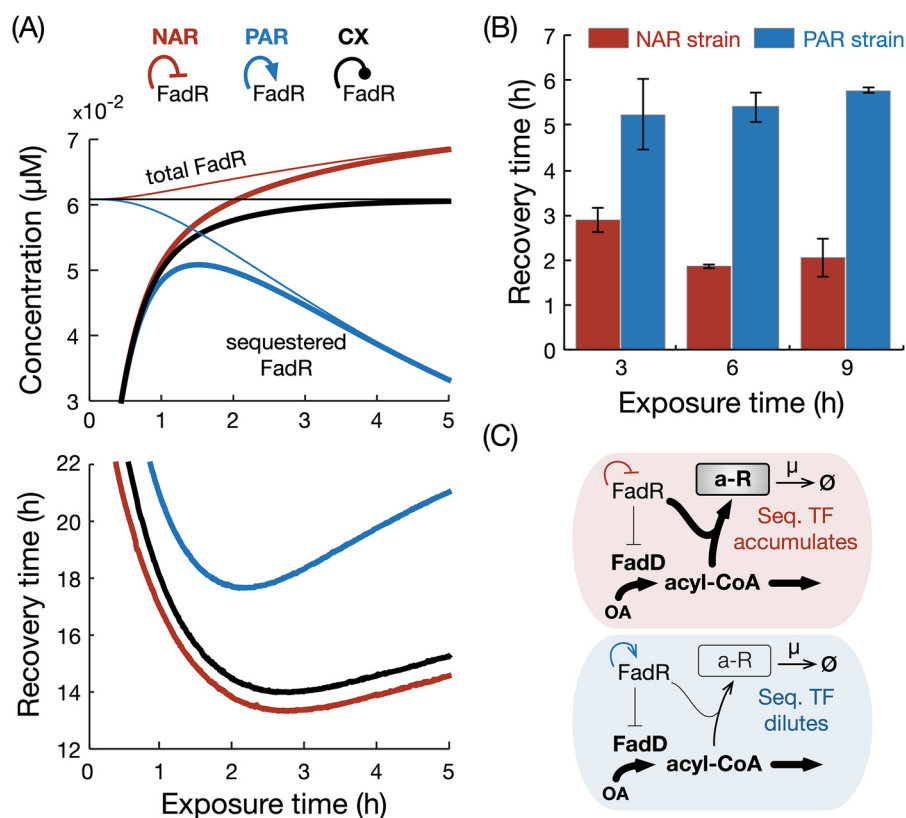 (A)
NAR PAR CX
FadR FadR FadR
x10⁻²
7
6
5
4
3
Concentration (µM)
total FadR
sequestered
FadR
0 1 2 3 4 5
22
20
18
16
14
12
Recovery time (h)
0 1 2 3 4 5
Exposure time (h)
(B)
NAR strain PAR strain
7
6
5
4
3
2
1
0
Recovery time (h)
3 6 9
Exposure time (h)
(C)
FadR a-R µ Ø
Seq. TF
accumulates
FadD
OA acyl-CoA
FadR a-R µ Ø
Seq. TF
dilutes
FadD
OA acyl-CoA